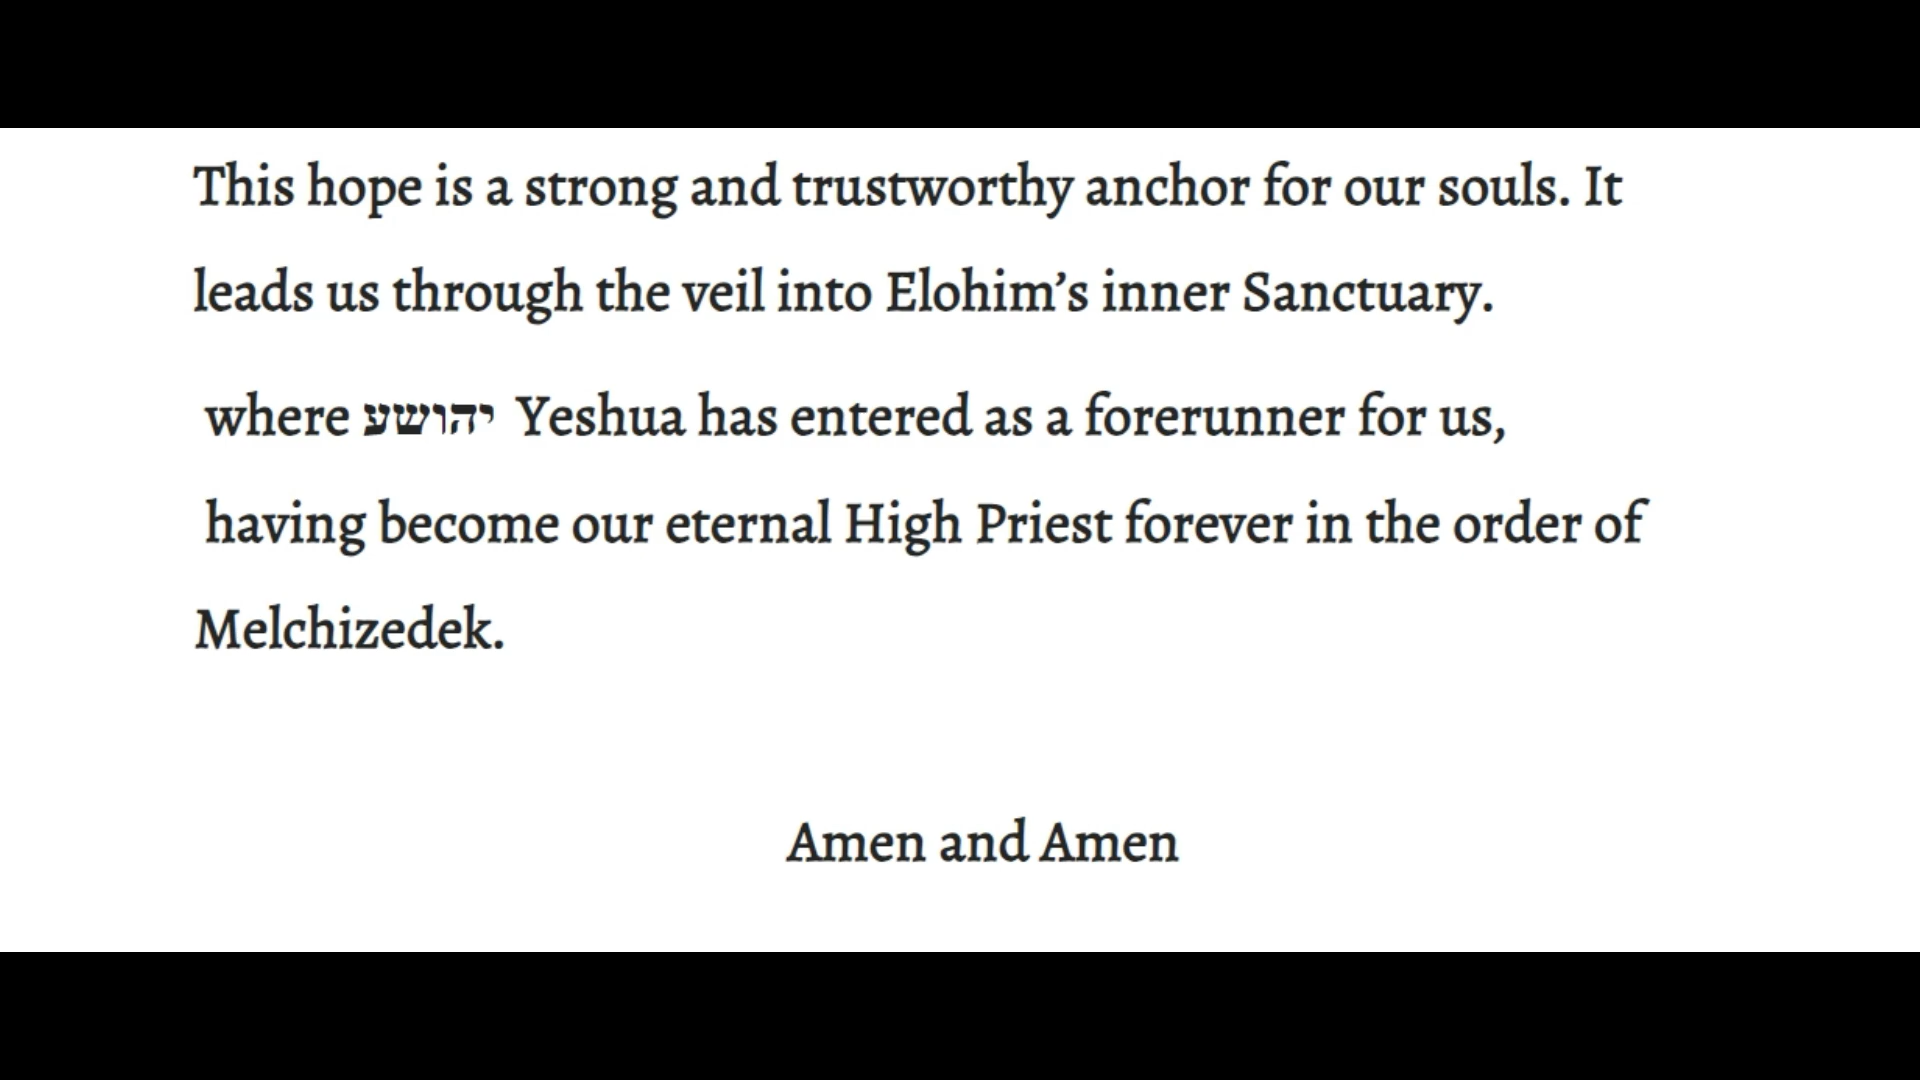 This hope is a strong and trustworthy anchor for our souls. It
leads us through the veil into Elohim’s inner Sanctuary.
where יהושע Yeshua has entered as a forerunner for us,
having become our eternal High Priest forever in the order of
Melchizedek.
Amen and Amen